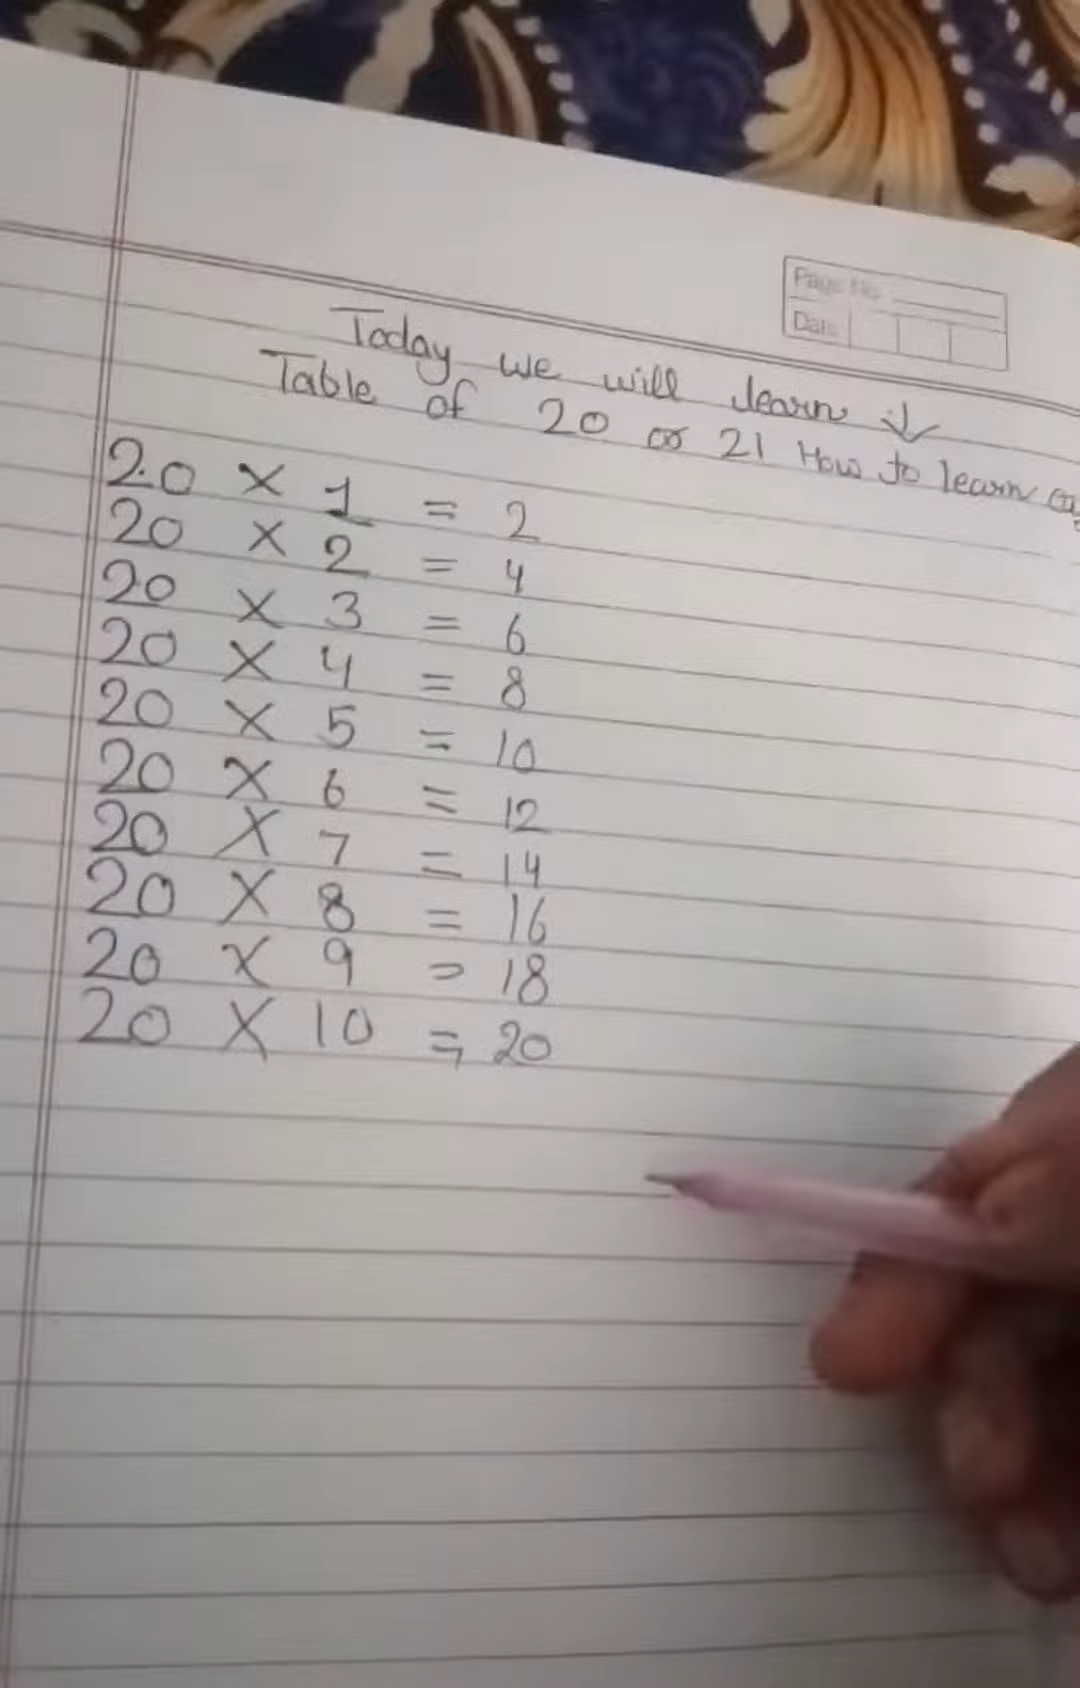 Page No.
Date
Today we will learn ↓
Table of 20 or 21 How to learn
20 × 1 = 2
20 × 2 = 4
20 × 3 = 6
20 × 4 = 8
20 × 5 = 10
20 × 6 = 12
20 × 7 = 14
20 × 8 = 16
20 × 9 = 18
20 × 10 = 20